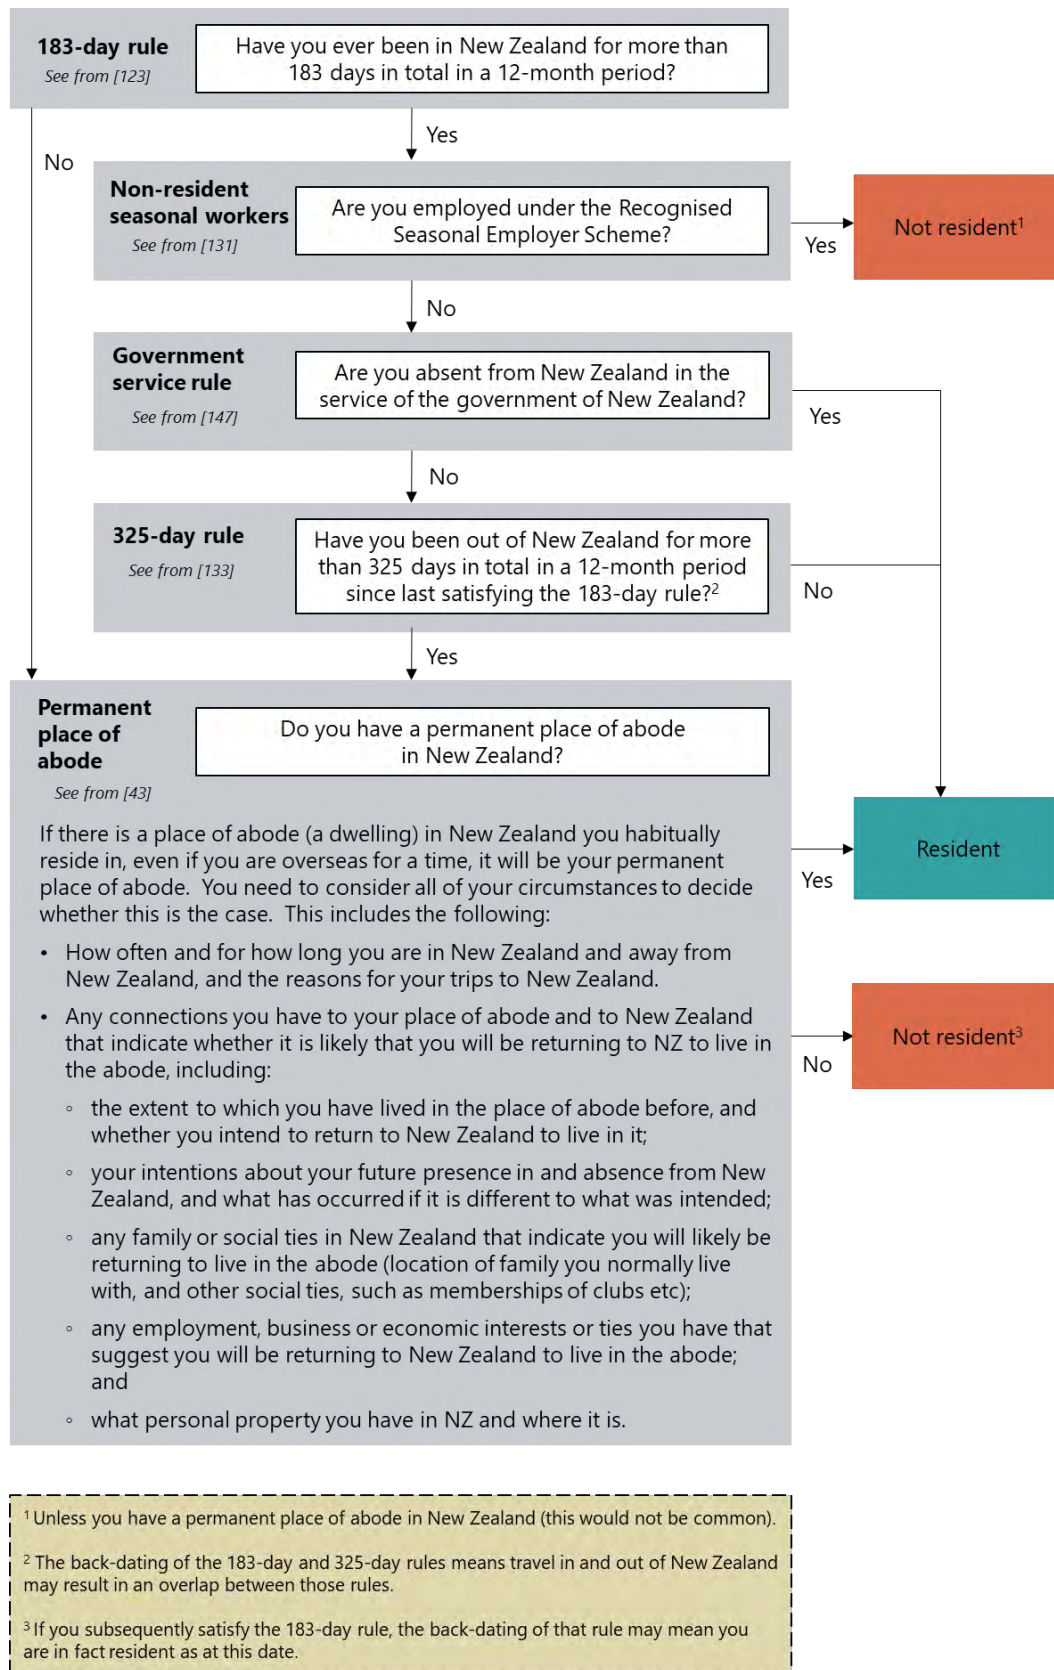 183-day rule
See from [123]
Have you ever been in New Zealand for more than
183 days in total in a 12-month period?
Yes
No
Non-resident
seasonal workers
See from [131]
Are you employed under the Recognised
Seasonal Employer Scheme?
Yes
Not resident¹
No
Government
service rule
See from [147]
Are you absent from New Zealand in the
service of the government of New Zealand?
Yes
No
325-day rule
See from [133]
Have you been out of New Zealand for more
than 325 days in total in a 12-month period
since last satisfying the 183-day rule?²
No
Yes
Permanent
place of
abode
See from [43]
Do you have a permanent place of abode
in New Zealand?
If there is a place of abode (a dwelling) in New Zealand you habitually
reside in, even if you are overseas for a time, it will be your permanent
place of abode.  You need to consider all of your circumstances to decide
whether this is the case.  This includes the following:
• How often and for how long you are in New Zealand and away from
New Zealand, and the reasons for your trips to New Zealand.
• Any connections you have to your place of abode and to New Zealand
that indicate whether it is likely that you will be returning to NZ to live in
the abode, including:
◦ the extent to which you have lived in the place of abode before, and
whether you intend to return to New Zealand to live in it;
◦ your intentions about your future presence in and absence from New
Zealand, and what has occurred if it is different to what was intended;
◦ any family or social ties in New Zealand that indicate you will likely be
returning to live in the abode (location of family you normally live
with, and other social ties, such as memberships of clubs etc);
◦ any employment, business or economic interests or ties you have that
suggest you will be returning to New Zealand to live in the abode;
and
◦ what personal property you have in NZ and where it is.
Resident
Yes
Not resident³
No
¹ Unless you have a permanent place of abode in New Zealand (this would not be common).
² The back-dating of the 183-day and 325-day rules means travel in and out of New Zealand
may result in an overlap between those rules.
³ If you subsequently satisfy the 183-day rule, the back-dating of that rule may mean you
are in fact resident as at this date.